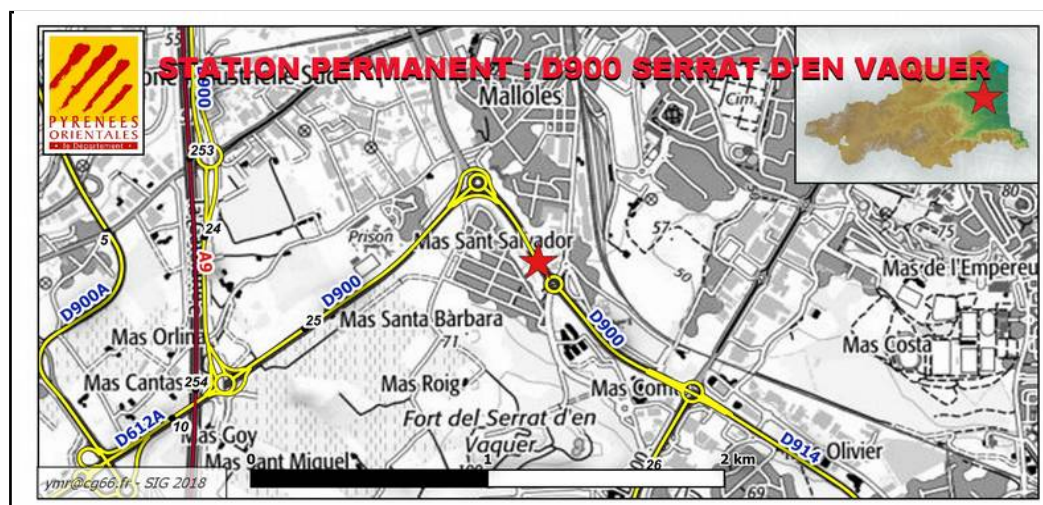 STATION PERMANENT : D900 SERRAT D'EN VAQUER
PYRENEES
ORIENTALES
le Département
Malloles
Cim.
80
253
24
A9
5
D900A
Prison
Mas Sant Salvador
57
50
75
Mas de l'Empereu
D900
25
Mas Santa Bàrbara
71
D900
Mas Orlina
Mas Costa
Mas Cantas
254
Mas Roig
D612A
10
Fort del Serrat d'en
Vaquer
D914
Olivier
Mas Goy
Mas Sant Miquel
26
69
0
1
2 km
ymr@cg66.fr - SIG 2018